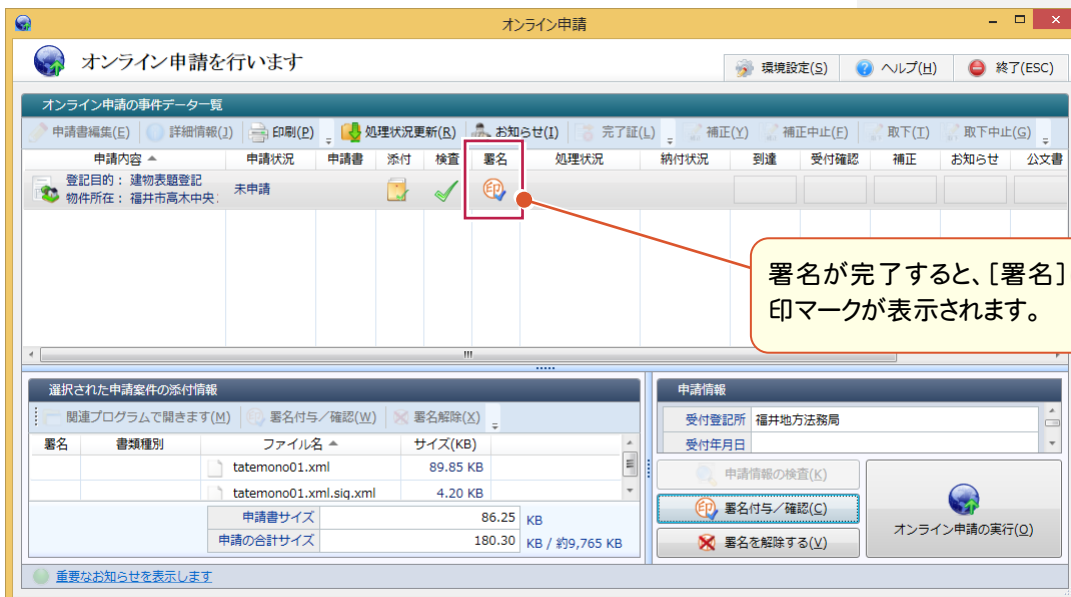 オンライン申請
オンライン申請を行います
環境設定(S) ヘルプ(H) 終了(ESC)
オンライン申請の事件データ一覧
申請書編集(E) 詳細情報(J) 印刷(P) 処理状況更新(R) お知らせ(I) 完了証(L) 補正(Y) 補正中止(F) 取下(T) 取下中止(G)
申請内容 申請状況 申請書 添付 検査 署名 処理状況 納付状況 到達 受付確認 補正 お知らせ 公文書
登記目的： 建物表題登記
未申請 印
物件所在： 福井市高木中央
署名が完了すると、[署名]
印マークが表示されます。
選択された申請案件の添付情報
関連プログラムで開きます(M) 署名付与／確認(W) 署名解除(X)
署名 書類種別 ファイル名 サイズ(KB)
tatemono01.xml 89.85 KB
tatemono01.xml.sig.xml 4.20 KB
申請書サイズ 86.25 KB
申請の合計サイズ 180.30 KB / 約9,765 KB
申請情報
受付登記所 福井地方法務局
受付年月日
申請情報の検査(K)
印 署名付与／確認(C)
署名を解除する(V)
オンライン申請の実行(O)
重要なお知らせを表示します